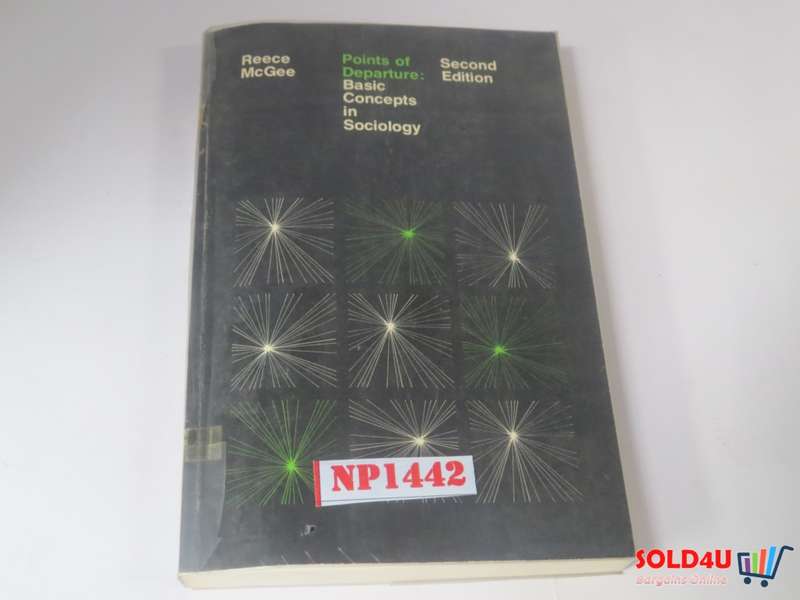 Reece
McGee
Points of
Departure:
Basic
Concepts
in
Sociology
Second
Edition
NP1442
SOLD4U
Bargains Online